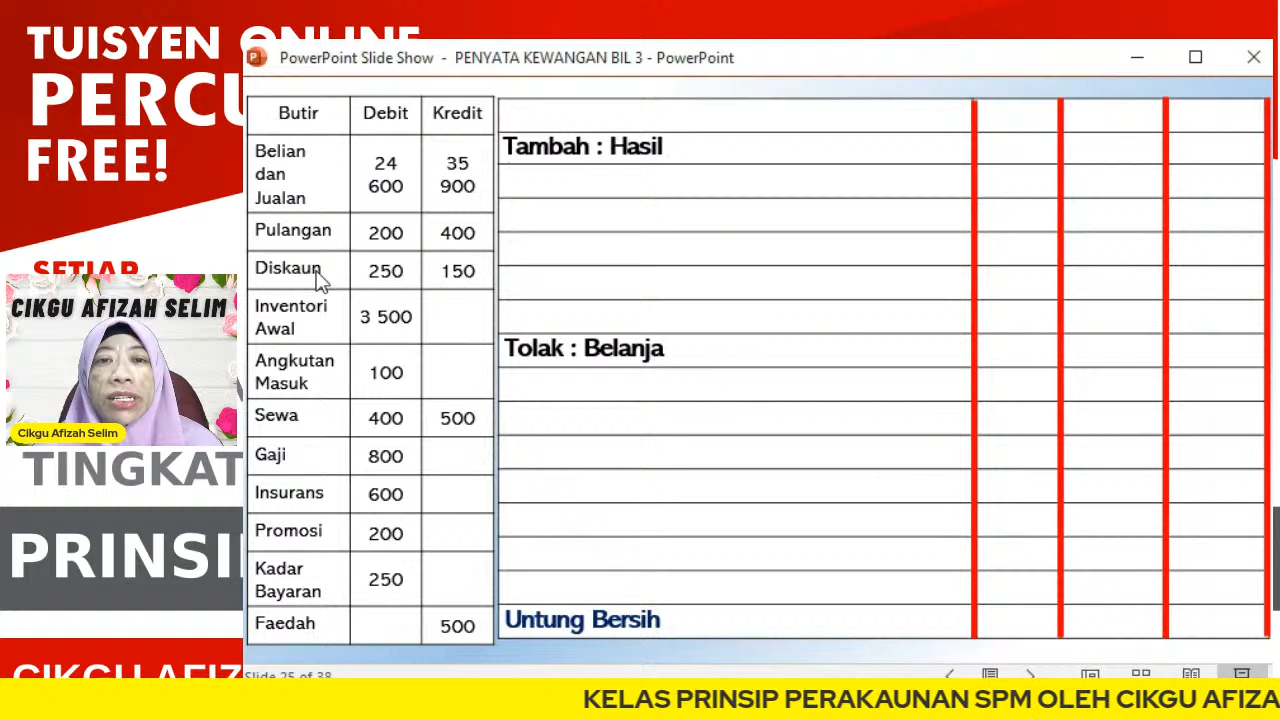 TUISYEN ONLINE
PERCU
FREE!
SETIAP
PowerPoint Slide Show - PENYATA KEWANGAN BIL 3 - PowerPoint
Butir Debit Kredit
Belian dan Jualan 24 600 35 900
Pulangan 200 400
Diskaun 250 150
Inventori Awal 3 500
Angkutan Masuk 100
Sewa 400 500
Gaji 800
Insurans 600
Promosi 200
Kadar Bayaran 250
Faedah 500
Tambah : Hasil
Tolak : Belanja
Untung Bersih
CIKGU AFIZAH SELIM
Cikgu Afizah Selim
TINGKAT
PRINSI
CIKGU AFIZ
Slide 25 of 38
KELAS PRINSIP PERAKAUNAN SPM OLEH CIKGU AFIZA